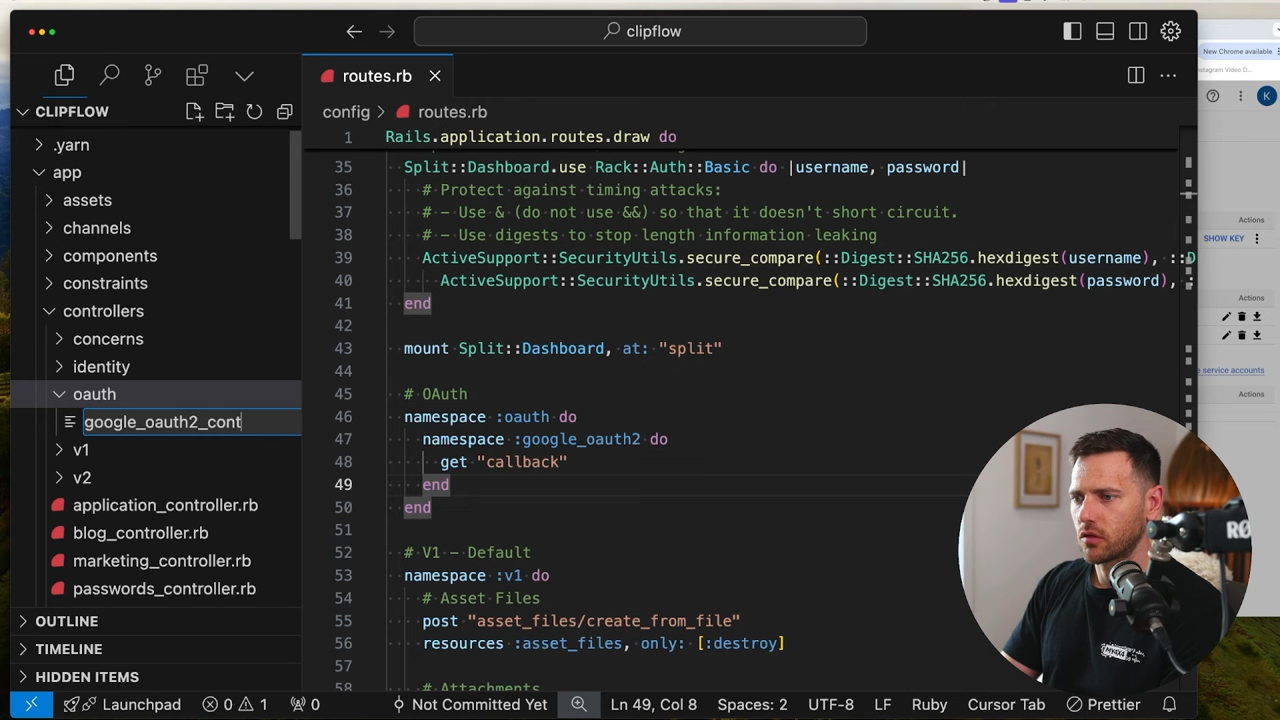 clipflow
New Chrome available
routes.rb
CLIPFLOW
config > routes.rb
K
1 Rails.application.routes.draw do
.yarn
35 Split::Dashboard.use Rack::Auth::Basic do |username, password|
app
36 # Protect against timing attacks:
assets
37 # - Use & (do not use &&) so that it doesn't short circuit.
channels
38 # - Use digests to stop length information leaking
Actions
SHOW KEY
components
39 ActiveSupport::SecurityUtils.secure_compare(::Digest::SHA256.hexdigest(username), ::D
constraints
40 ActiveSupport::SecurityUtils.secure_compare(::Digest::SHA256.hexdigest(password),
Actions
controllers
41 end
42
concerns
43 mount Split::Dashboard, at: "split"
identity
44
service accounts
oauth
45 # OAuth
Actions
google_oauth2_cont
46 namespace :oauth do
47 namespace :google_oauth2 do
v1
48 get "callback"
v2
49 end
application_controller.rb
50 end
blog_controller.rb
51
marketing_controller.rb
52 # V1 - Default
passwords_controller.rb
53 namespace :v1 do
54 # Asset Files
OUTLINE
55 post "asset_files/create_from_file"
TIMELINE
56 resources :asset_files, only: [:destroy]
57
HIDDEN ITEMS
58 # Attachments
Launchpad 0 1 0 Not Committed Yet Ln 49, Col 8 Spaces: 2 UTF-8 LF Ruby Cursor Tab Prettier